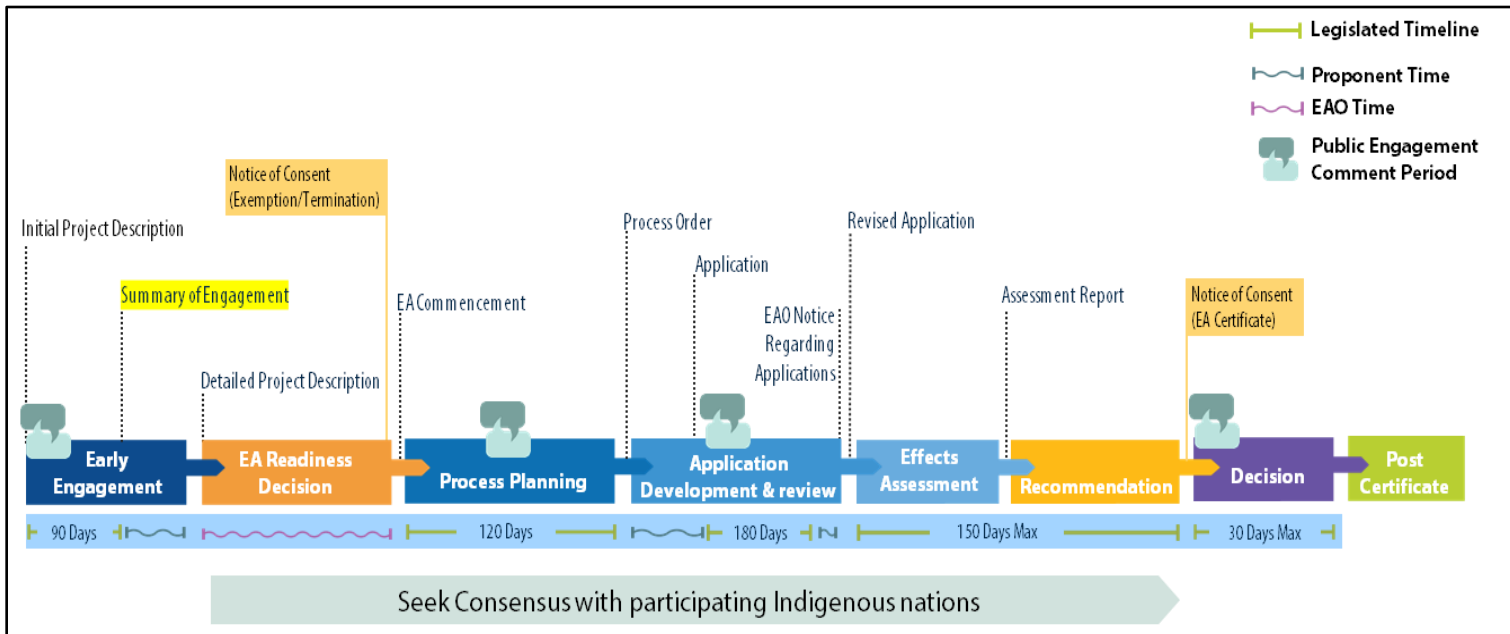 Legislated Timeline
Proponent Time
EAO Time
Public Engagement
Comment Period
Notice of Consent
(Exemption/Termination)
Initial Project Description
Process Order
Revised Application
Application
Summary of Engagement
EA Commencement
EAO Notice
Regarding
Applications
Assessment Report
Notice of Consent
(EA Certificate)
Detailed Project Description
Early
Engagement
EA Readiness
Decision
Process Planning
Application
Development & review
Effects
Assessment
Recommendation
Decision
Post
Certificate
90 Days
120 Days
180 Days
150 Days Max
30 Days Max
Seek Consensus with participating Indigenous nations